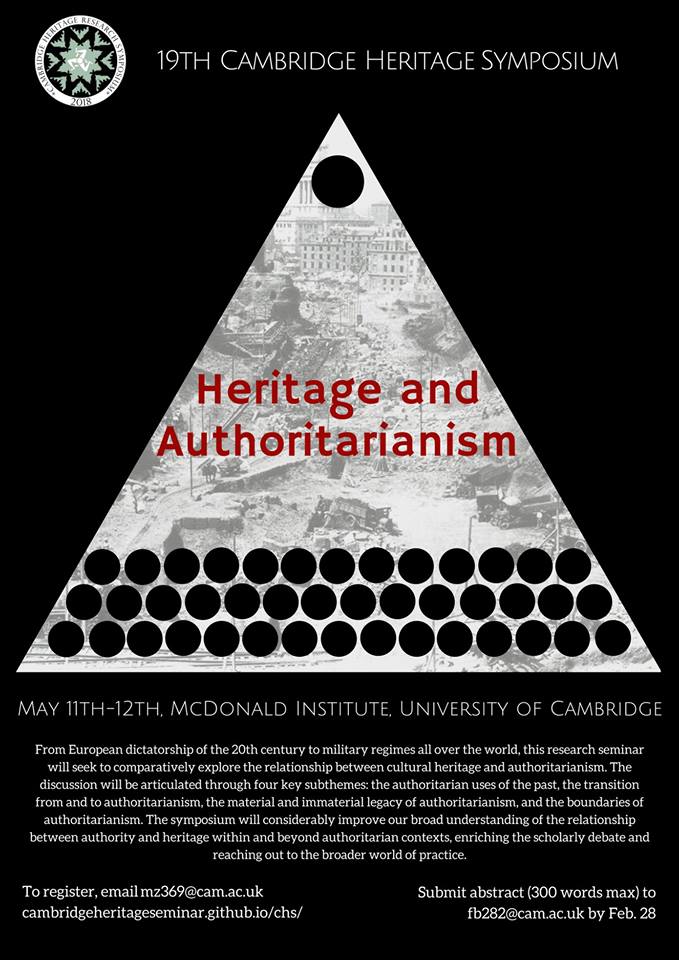 CAMBRIDGE HERITAGE RESEARCH SYMPOSIUM
2018
19TH CAMBRIDGE HERITAGE SYMPOSIUM
Heritage and
Authoritarianism
MAY 11TH-12TH, MCDONALD INSTITUTE, UNIVERSITY OF CAMBRIDGE
From European dictatorship of the 20th century to military regimes all over the world, this research seminar
will seek to comparatively explore the relationship between cultural heritage and authoritarianism. The
discussion will be articulated through four key subthemes: the authoritarian uses of the past, the transition
from and to authoritarianism, the material and immaterial legacy of authoritarianism, and the boundaries of
authoritarianism. The symposium will considerably improve our broad understanding of the relationship
between authority and heritage within and beyond authoritarian contexts, enriching the scholarly debate and
reaching out to the broader world of practice.
To register, email mz369@cam.ac.uk
cambridgeheritageseminar.github.io/chs/
Submit abstract (300 words max) to
fb282@cam.ac.uk by Feb. 28